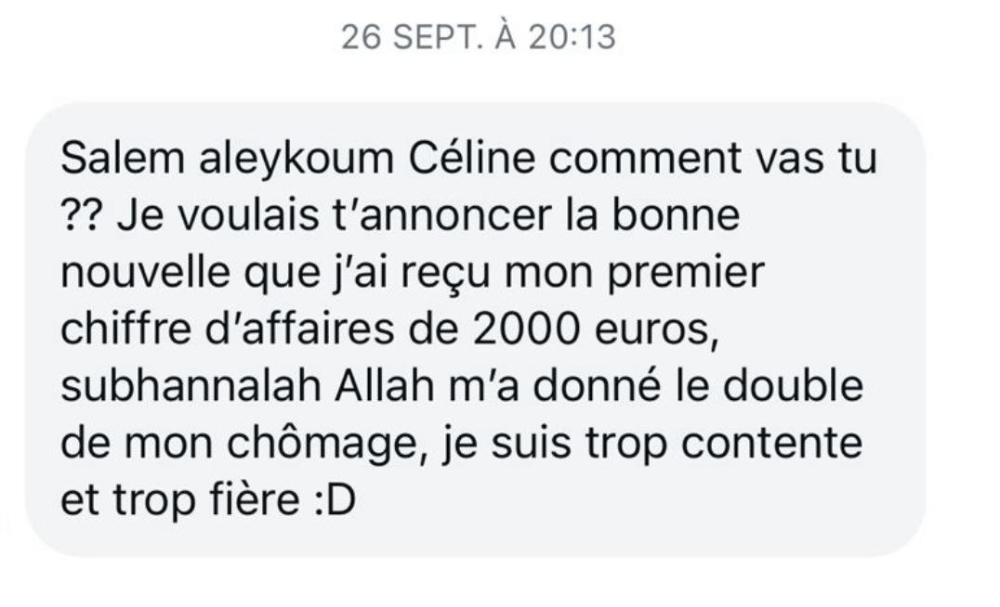 26 SEPT. À 20:13
Salem aleykoum Céline comment vas tu
?? Je voulais t’annoncer la bonne
nouvelle que j’ai reçu mon premier
chiffre d’affaires de 2000 euros,
subhannalah Allah m’a donné le double
de mon chômage, je suis trop contente
et trop fière :D